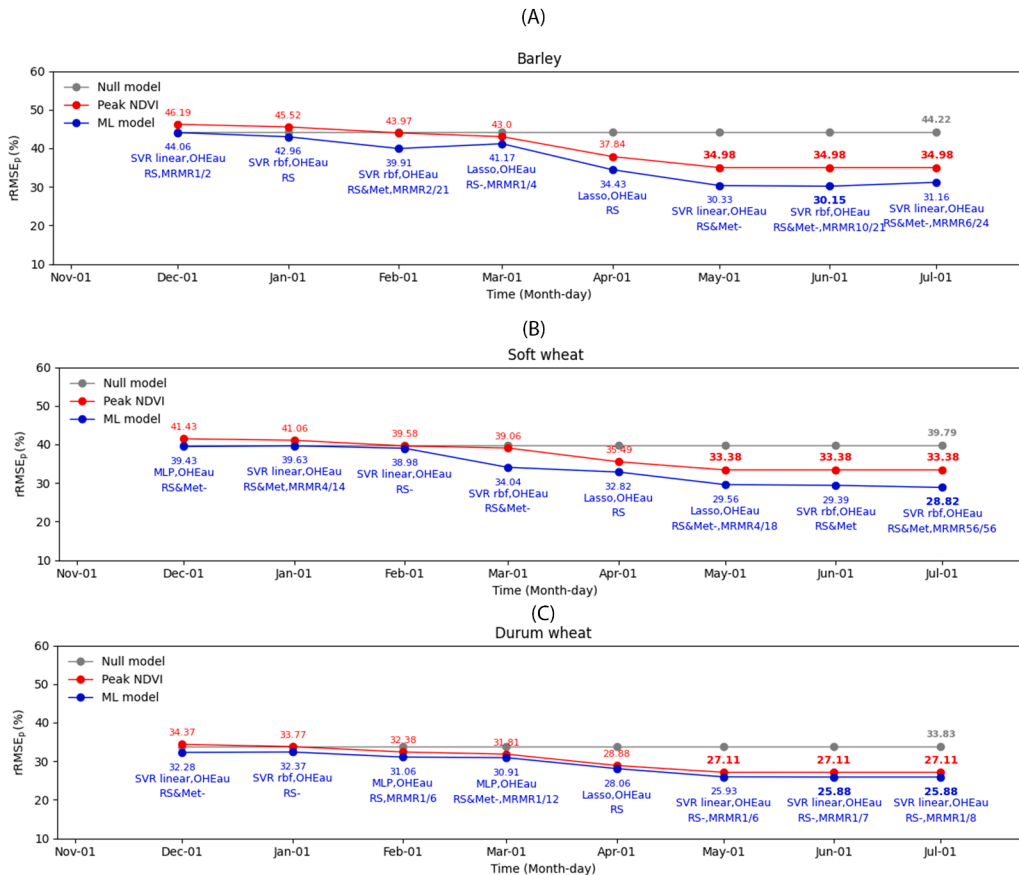 (A)
Barley
60
50
40
30
20
10
rRMSEp (%)
Null model
Peak NDVI
ML model
46.19
45.52
43.97
43.0
37.84
34.98
34.98
34.98
44.22
44.06
SVR linear,OHEau
RS,MRMR1/2
42.96
SVR rbf,OHEau
RS
39.91
SVR rbf,OHEau
RS&Met,MRMR2/21
41.17
Lasso,OHEau
RS-,MRMR1/4
34.43
Lasso,OHEau
RS
30.33
SVR linear,OHEau
RS&Met-
30.15
SVR rbf,OHEau
RS&Met-,MRMR10/21
31.16
SVR linear,OHEau
RS&Met-,MRMR6/24
Nov-01 Dec-01 Jan-01 Feb-01 Mar-01 Apr-01 May-01 Jun-01 Jul-01
Time (Month-day)
(B)
Soft wheat
60
50
40
30
20
10
rRMSEp (%)
Null model
Peak NDVI
ML model
41.43
41.06
39.58
39.06
35.49
33.38
33.38
33.38
39.79
39.43
MLP,OHEau
RS&Met-
39.63
SVR linear,OHEau
RS&Met,MRMR4/14
38.98
SVR linear,OHEau
RS-
34.04
SVR rbf,OHEau
RS&Met-
32.82
Lasso,OHEau
RS
29.56
Lasso,OHEau
RS&Met-,MRMR4/18
29.39
SVR rbf,OHEau
RS&Met
28.82
SVR rbf,OHEau
RS&Met,MRMR56/56
Nov-01 Dec-01 Jan-01 Feb-01 Mar-01 Apr-01 May-01 Jun-01 Jul-01
Time (Month-day)
(C)
Durum wheat
60
50
40
30
20
10
rRMSEp (%)
Null model
Peak NDVI
ML model
34.37
33.77
32.38
31.81
28.88
27.11
27.11
27.11
33.83
32.28
SVR linear,OHEau
RS&Met-
32.37
SVR rbf,OHEau
RS-
31.06
MLP,OHEau
RS,MRMR1/6
30.91
MLP,OHEau
RS&Met-,MRMR1/12
28.06
Lasso,OHEau
RS
25.93
SVR linear,OHEau
RS-,MRMR1/6
25.88
SVR linear,OHEau
RS-,MRMR1/7
25.88
SVR linear,OHEau
RS-,MRMR1/8
Nov-01 Dec-01 Jan-01 Feb-01 Mar-01 Apr-01 May-01 Jun-01 Jul-01
Time (Month-day)